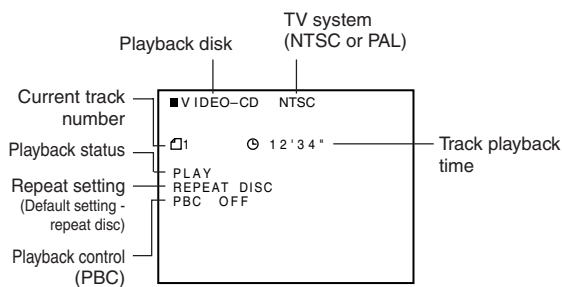 TV system
(NTSC or PAL)
Playback disk
Current track
number
Playback status
Repeat setting
(Default setting -
repeat disc)
Playback control
(PBC)
■VIDEO–CD NTSC
1 12'34"
PLAY
REPEAT DISC
PBC OFF
Track playback
time